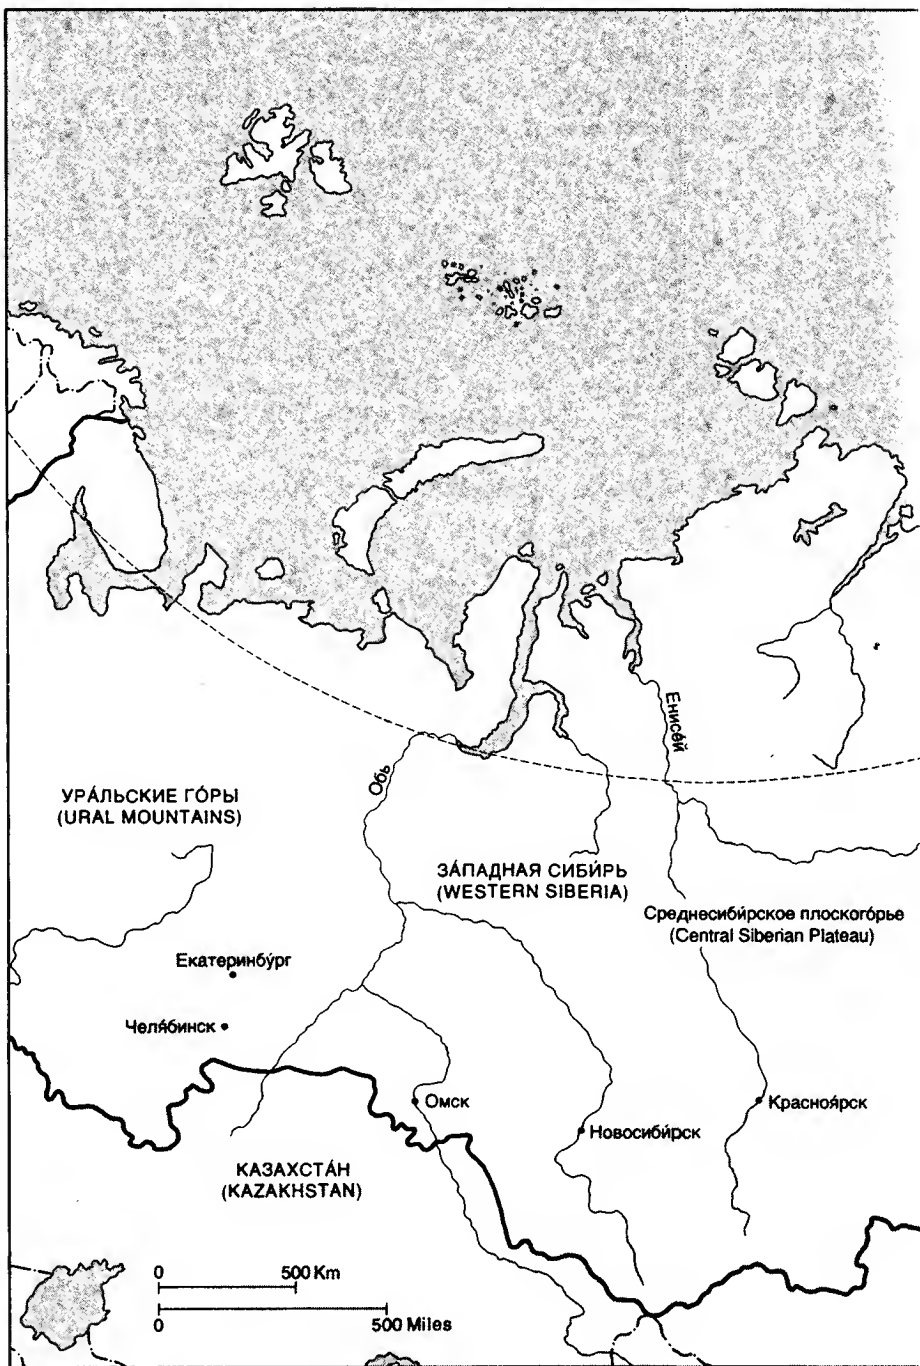 Енисе́й
Обь
УРА́ЛЬСКИЕ ГО́РЫ
(URAL MOUNTAINS)
ЗА́ПАДНАЯ СИБИ́РЬ
(WESTERN SIBERIA)
Среднесиби́рское плоского́рье
(Central Siberian Plateau)
Екатеринбу́рг
Челя́бинск
Омск
Красноя́рск
Новосиби́рск
КАЗАХСТА́Н
(KAZAKHSTAN)
0 500 Km
0 500 Miles